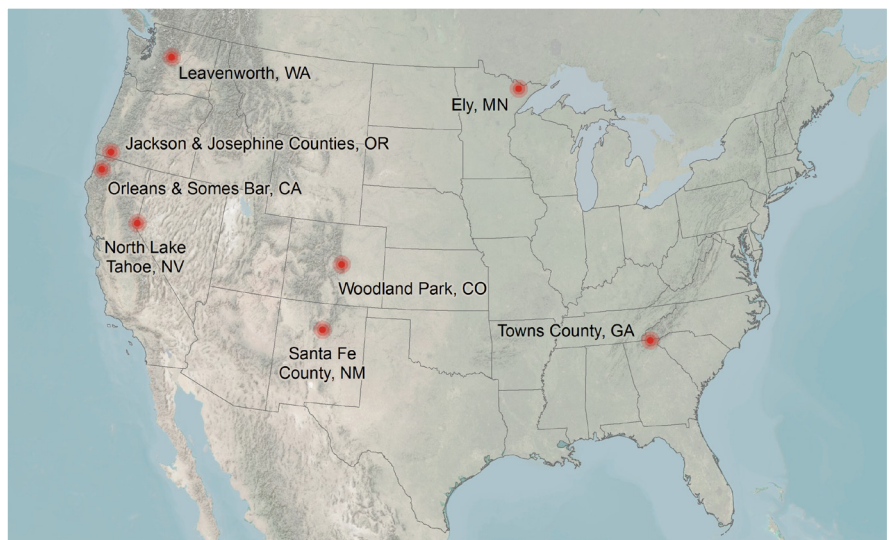 Leavenworth, WA
Ely, MN
Jackson & Josephine Counties, OR
Orleans & Somes Bar, CA
North Lake
Tahoe, NV
Woodland Park, CO
Towns County, GA
Santa Fe
County, NM